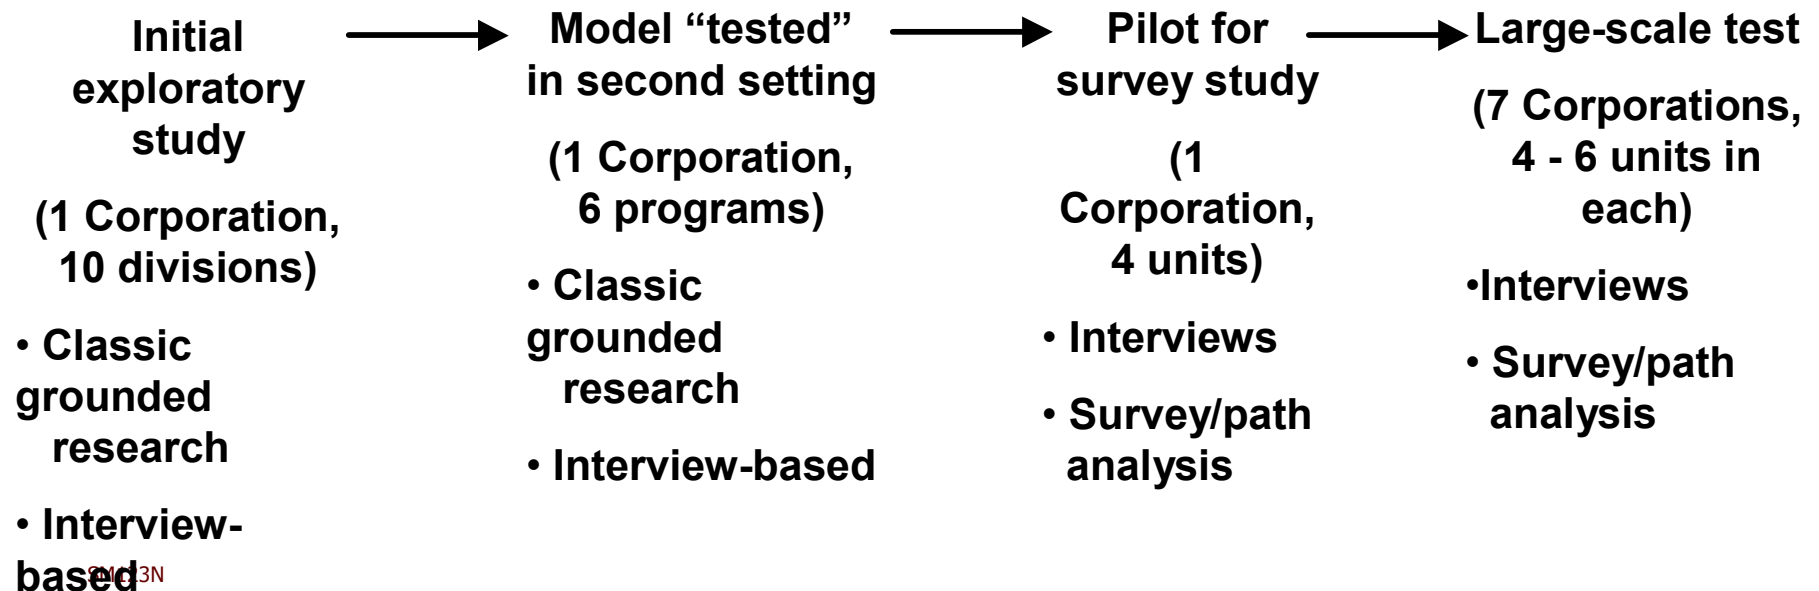 Initial
exploratory
study
(1 Corporation,
10 divisions)
• Classic
grounded
research
• Interview-
based
SM123N
Model “tested”
in second setting
(1 Corporation,
6 programs)
• Classic
grounded
research
• Interview-based
Pilot for
survey study
(1
Corporation,
4 units)
• Interviews
• Survey/path
analysis
Large-scale test
(7 Corporations,
4 - 6 units in
each)
•Interviews
• Survey/path
analysis